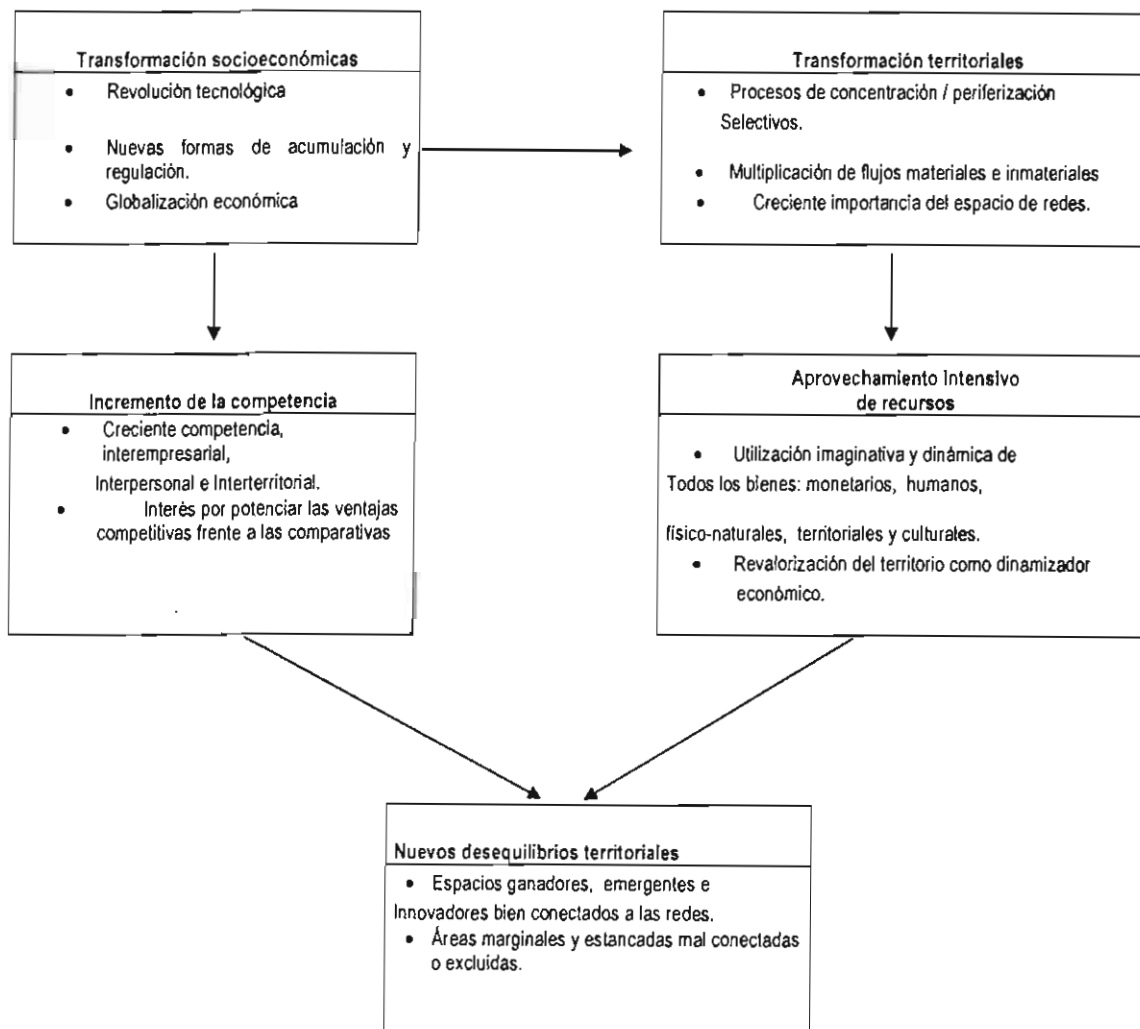 Transformación socioeconómicas
• Revolución tecnológica
• Nuevas formas de acumulación y
regulación.
• Globalización económica
Transformación territoriales
• Procesos de concentración / periferización
Selectivos.
• Multiplicación de flujos materiales e inmateriales
• Creciente importancia del espacio de redes.
Incremento de la competencia
• Creciente competencia,
interempresarial,
Interpersonal e Interterritorial.
• Interés por potenciar las ventajas
competitivas frente a las comparativas
Aprovechamiento Intensivo
de recursos
• Utilización imaginativa y dinámica de
Todos los bienes: monetarios, humanos,
físico-naturales, territoriales y culturales.
• Revalorización del territorio como dinamizador
económico.
Nuevos desequilibrios territoriales
• Espacios ganadores, emergentes e
Innovadores bien conectados a las redes.
• Áreas marginales y estancadas mal conectadas
o excluidas.